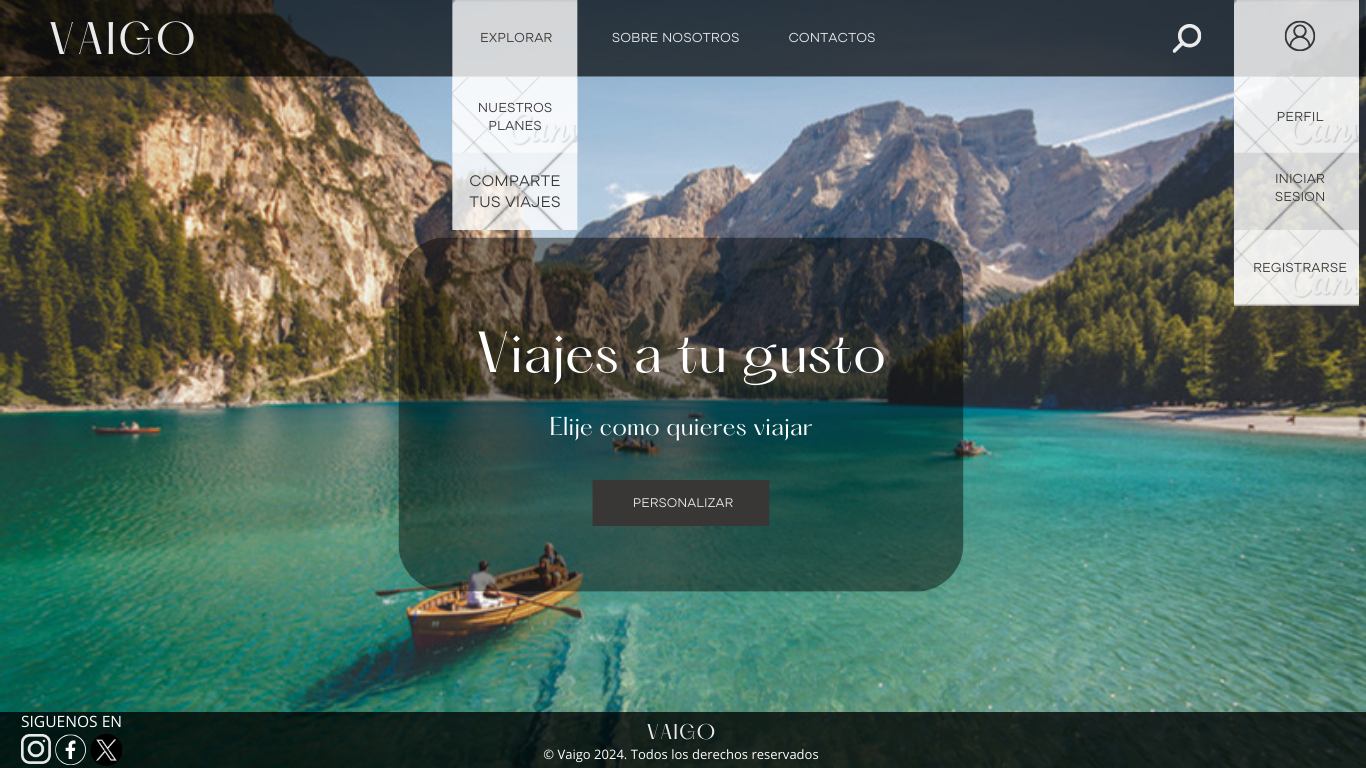 VAIGO
EXPLORAR
SOBRE NOSOTROS
CONTACTOS
NUESTROS
PLANES
COMPARTE
TUS VIAJES
PERFIL
INICIAR
SESION
REGISTRARSE
Viajes a tu gusto
Elije como quieres viajar
PERSONALIZAR
SIGUENOS EN
VAIGO
© Vaigo 2024. Todos los derechos reservados